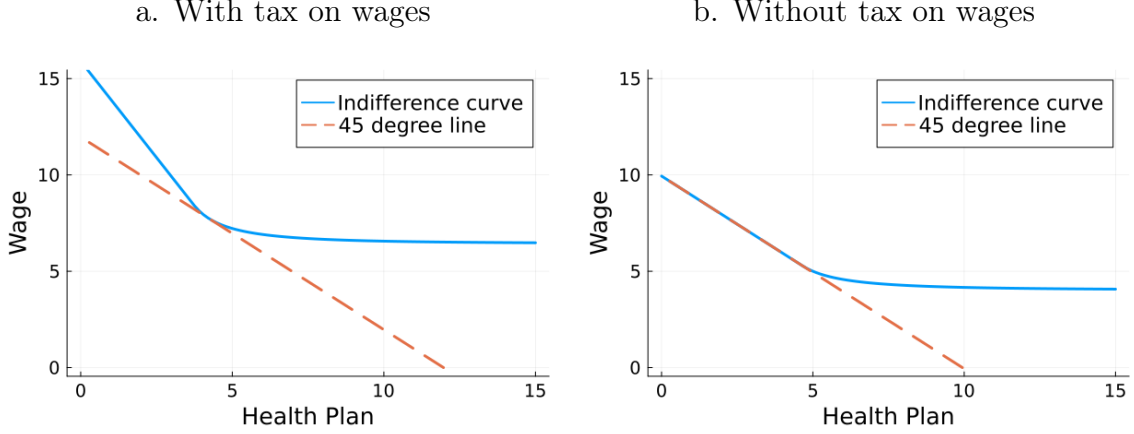 a. With tax on wages
b. Without tax on wages
15
10
5
0
Wage
Indifference curve
45 degree line
0
5
10
15
Health Plan
15
10
5
0
Wage
Indifference curve
45 degree line
0
5
10
15
Health Plan